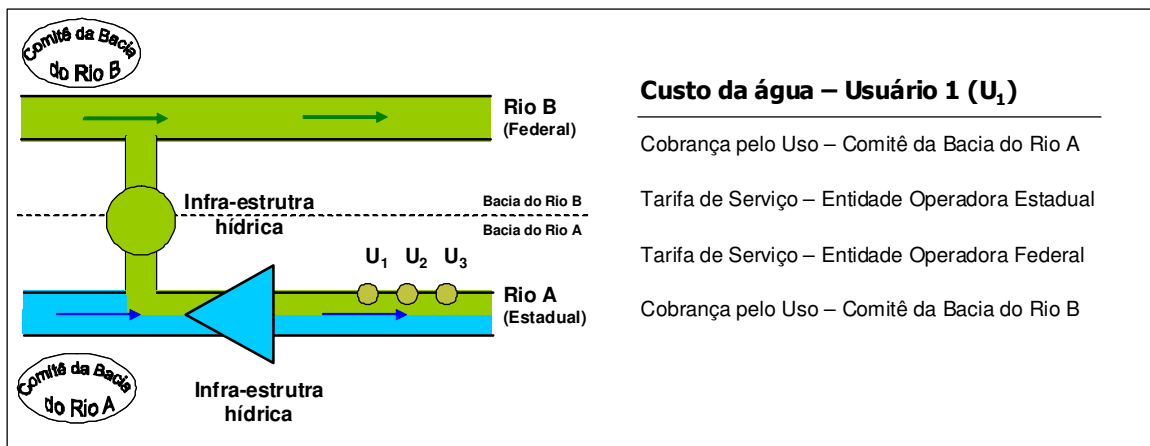 Comitê da Bacia
do Rio B
Rio B
(Federal)
Infra-estrutra
hídrica
Bacia do Rio B
Bacia do Rio A
U1 U2 U3
Rio A
(Estadual)
Comitê da Bacia
do Rio A
Infra-estrutra
hídrica
Custo da água – Usuário 1 (U1)
Cobrança pelo Uso – Comitê da Bacia do Rio A
Tarifa de Serviço – Entidade Operadora Estadual
Tarifa de Serviço – Entidade Operadora Federal
Cobrança pelo Uso – Comitê da Bacia do Rio B